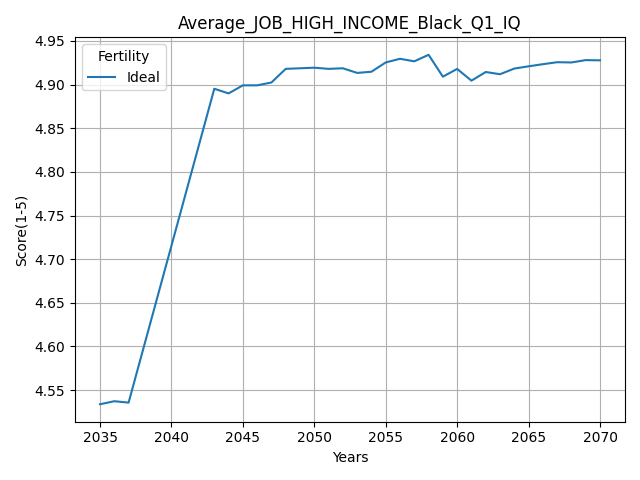 Average_JOB_HIGH_INCOME_Black_Q1_IQ
Fertility
Ideal
4.95
4.90
4.85
4.80
4.75
4.70
4.65
4.60
4.55
Score(1-5)
2035 2040 2045 2050 2055 2060 2065 2070
Years